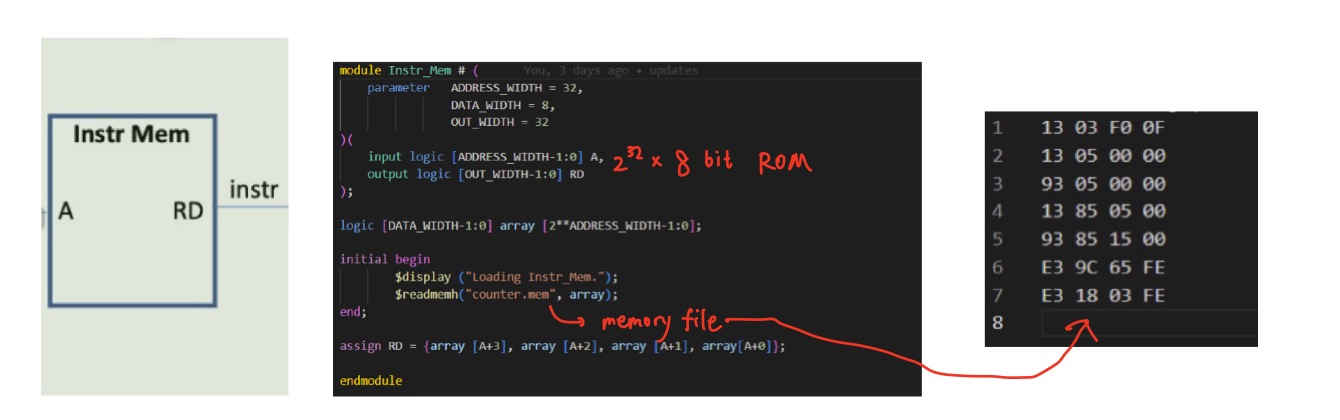 Instr Mem
A
RD
instr
module Instr_Mem # (
You, 3 days ago • updates
parameter ADDRESS_WIDTH = 32,
DATA_WIDTH = 8,
OUT_WIDTH = 32
)(
input logic [ADDRESS_WIDTH-1:0] A,
output logic [OUT_WIDTH-1:0] RD
2^32 x 8 bit ROM
);
logic [DATA_WIDTH-1:0] array [2**ADDRESS_WIDTH-1:0];
initial begin
$display ("Loading Instr_Mem.");
$readmemh("counter.mem", array);
end;
memory file
assign RD = {array [A+3], array [A+2], array [A+1], array[A+0]};
endmodule
1 13 03 F0 0F
2 13 05 00 00
3 93 05 00 00
4 13 85 05 00
5 93 85 15 00
6 E3 9C 65 FE
7 E3 18 03 FE
8